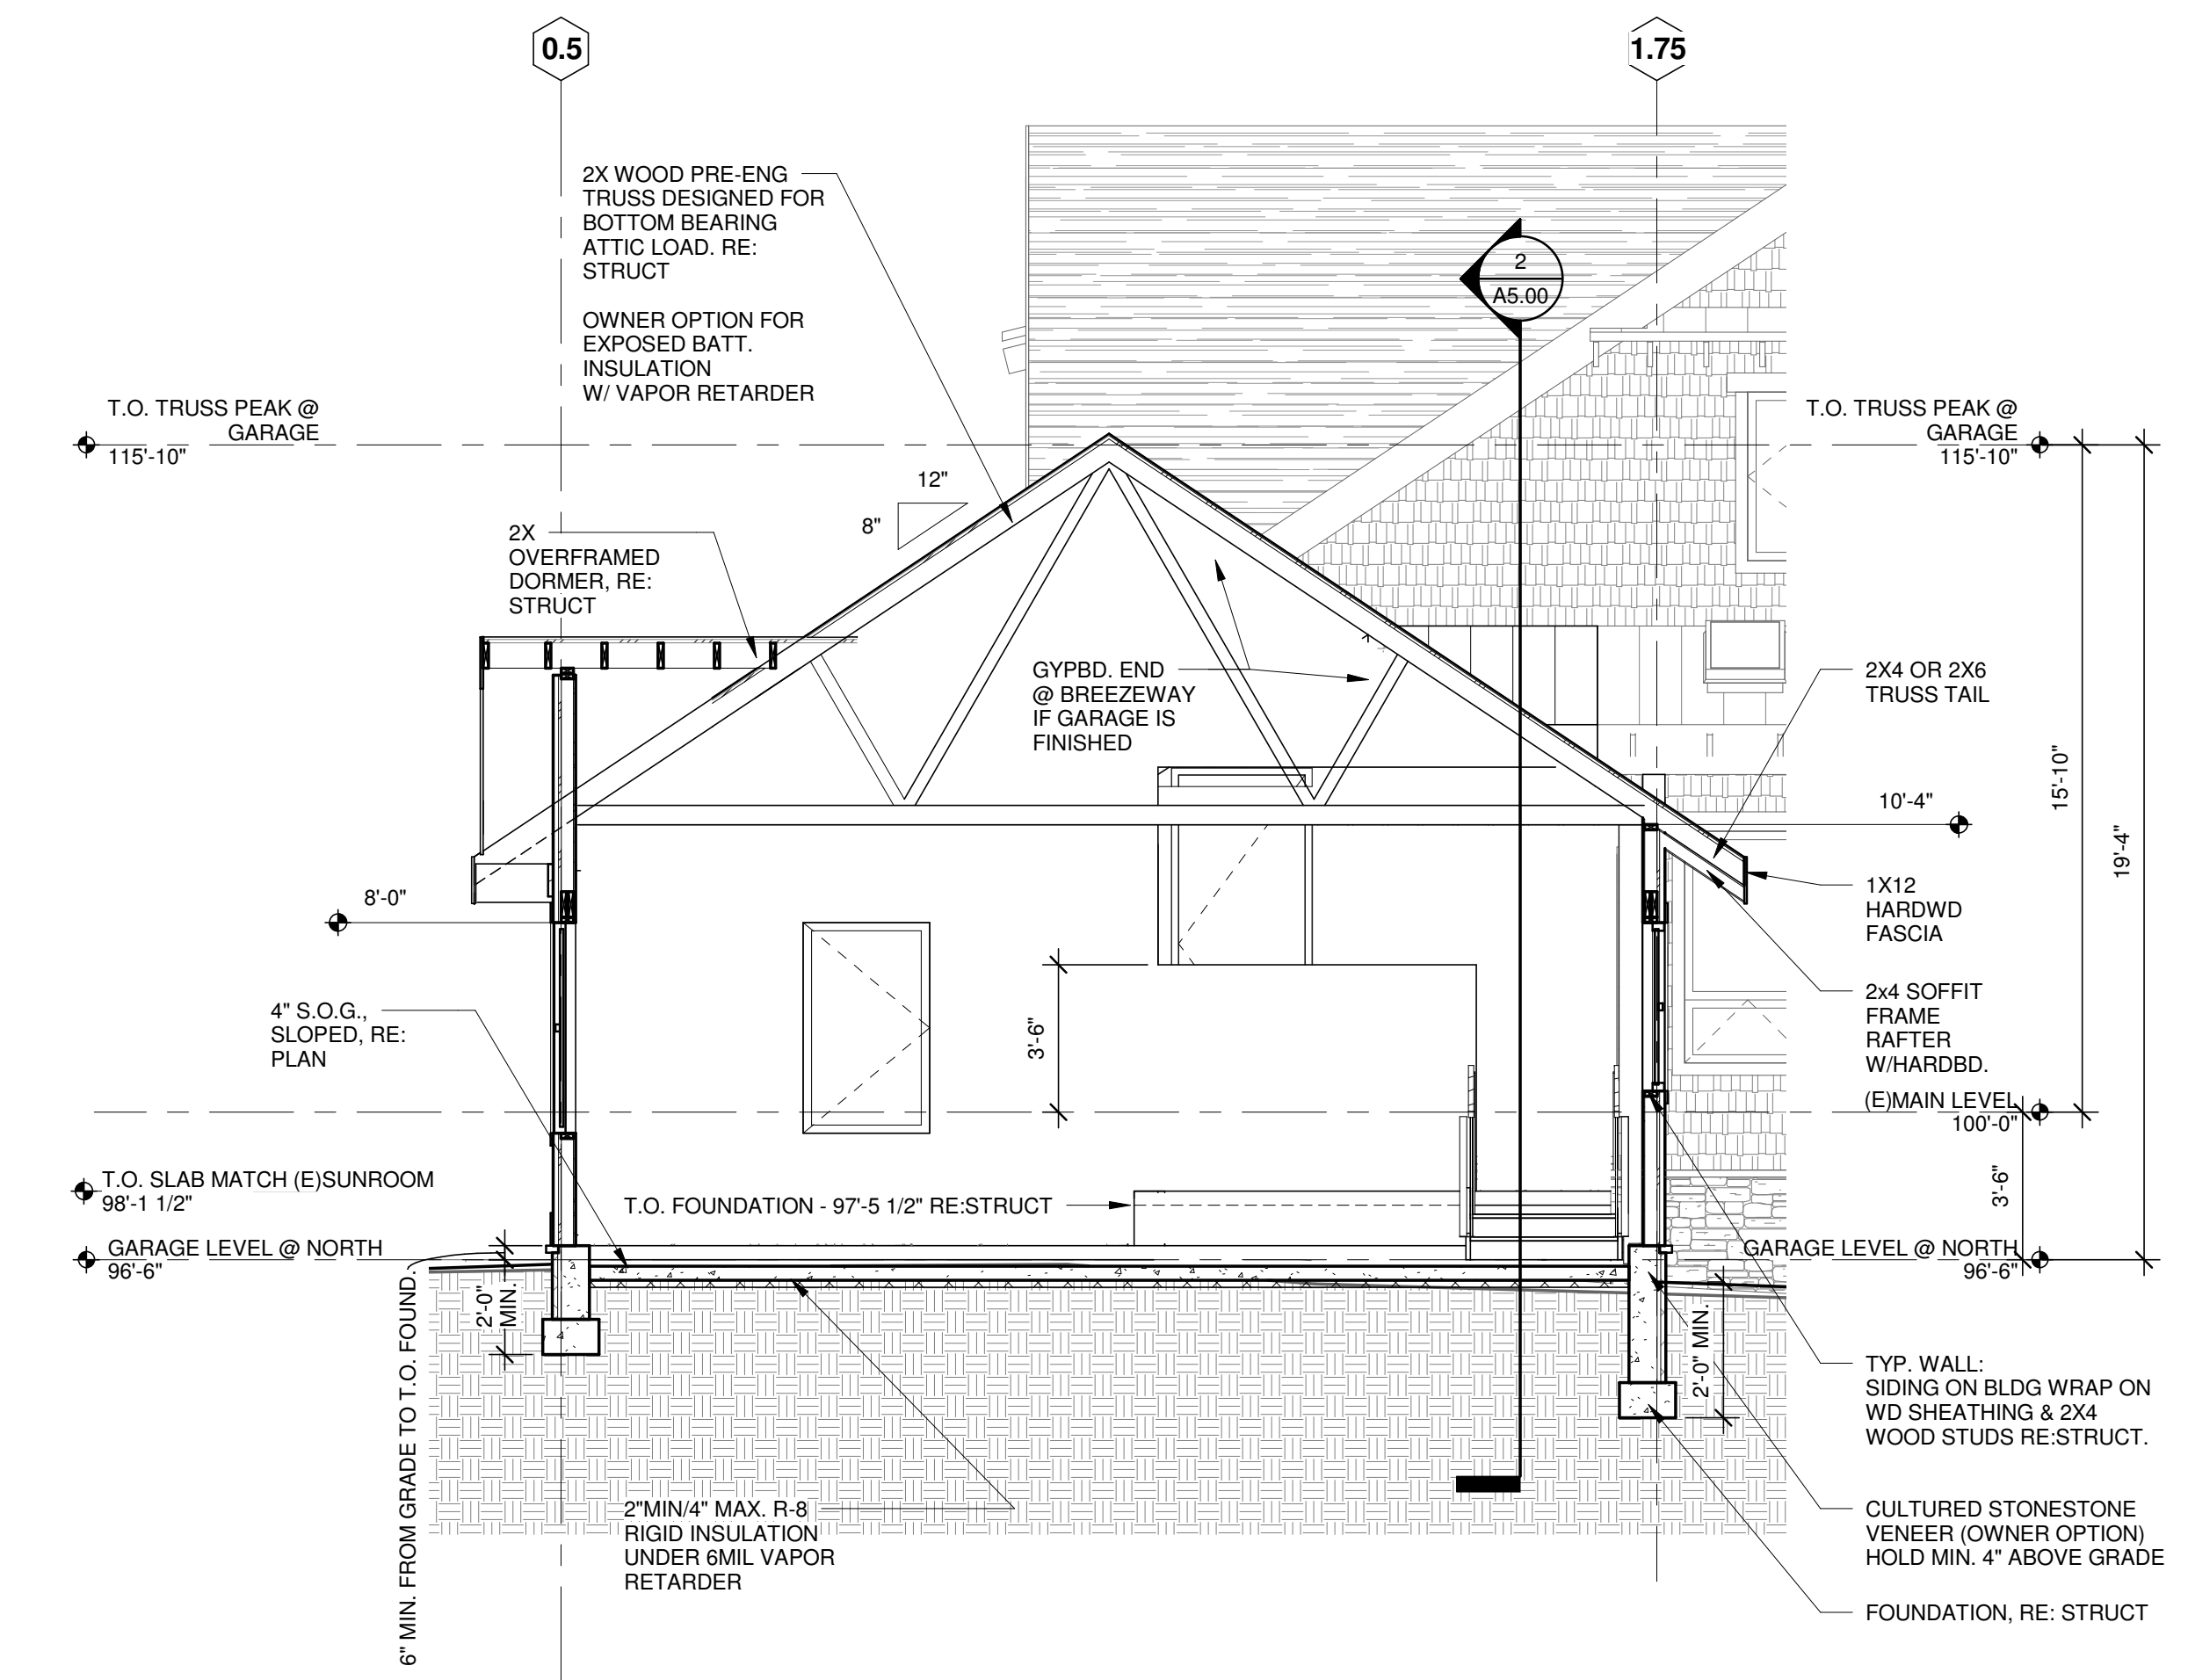 0.5
1.75
2X WOOD PRE-ENG
TRUSS DESIGNED FOR
BOTTOM BEARING
ATTIC LOAD. RE:
STRUCT
OWNER OPTION FOR
EXPOSED BATT.
INSULATION
W/ VAPOR RETARDER
2
A5.00
T.O. TRUSS PEAK @
GARAGE
115'-10"
T.O. TRUSS PEAK @
GARAGE
115'-10"
12"
8"
2X
OVERFRAMED
DORMER, RE:
STRUCT
GYPBD. END
@ BREEZEWAY
IF GARAGE IS
FINISHED
2X4 OR 2X6
TRUSS TAIL
15'-10"
19'-4"
10'-4"
8'-0"
1X12
HARDWD
FASCIA
2x4 SOFFIT
FRAME
RAFTER
W/HARDBD.
4" S.O.G.,
SLOPED, RE:
PLAN
3'-6"
(E)MAIN LEVEL
100'-0"
3'-6"
T.O. SLAB MATCH (E)SUNROOM
98'-1 1/2"
T.O. FOUNDATION - 97'-5 1/2" RE:STRUCT
GARAGE LEVEL @ NORTH
96'-6"
GARAGE LEVEL @ NORTH
96'-6"
6" MIN. FROM GRADE TO T.O. FOUND.
2'-0"
MIN.
2'-0" MIN.
TYP. WALL:
SIDING ON BLDG WRAP ON
WD SHEATHING & 2X4
WOOD STUDS RE:STRUCT.
2"MIN/4" MAX. R-8
RIGID INSULATION
UNDER 6MIL VAPOR
RETARDER
CULTURED STONESTONE
VENEER (OWNER OPTION)
HOLD MIN. 4" ABOVE GRADE
FOUNDATION, RE: STRUCT